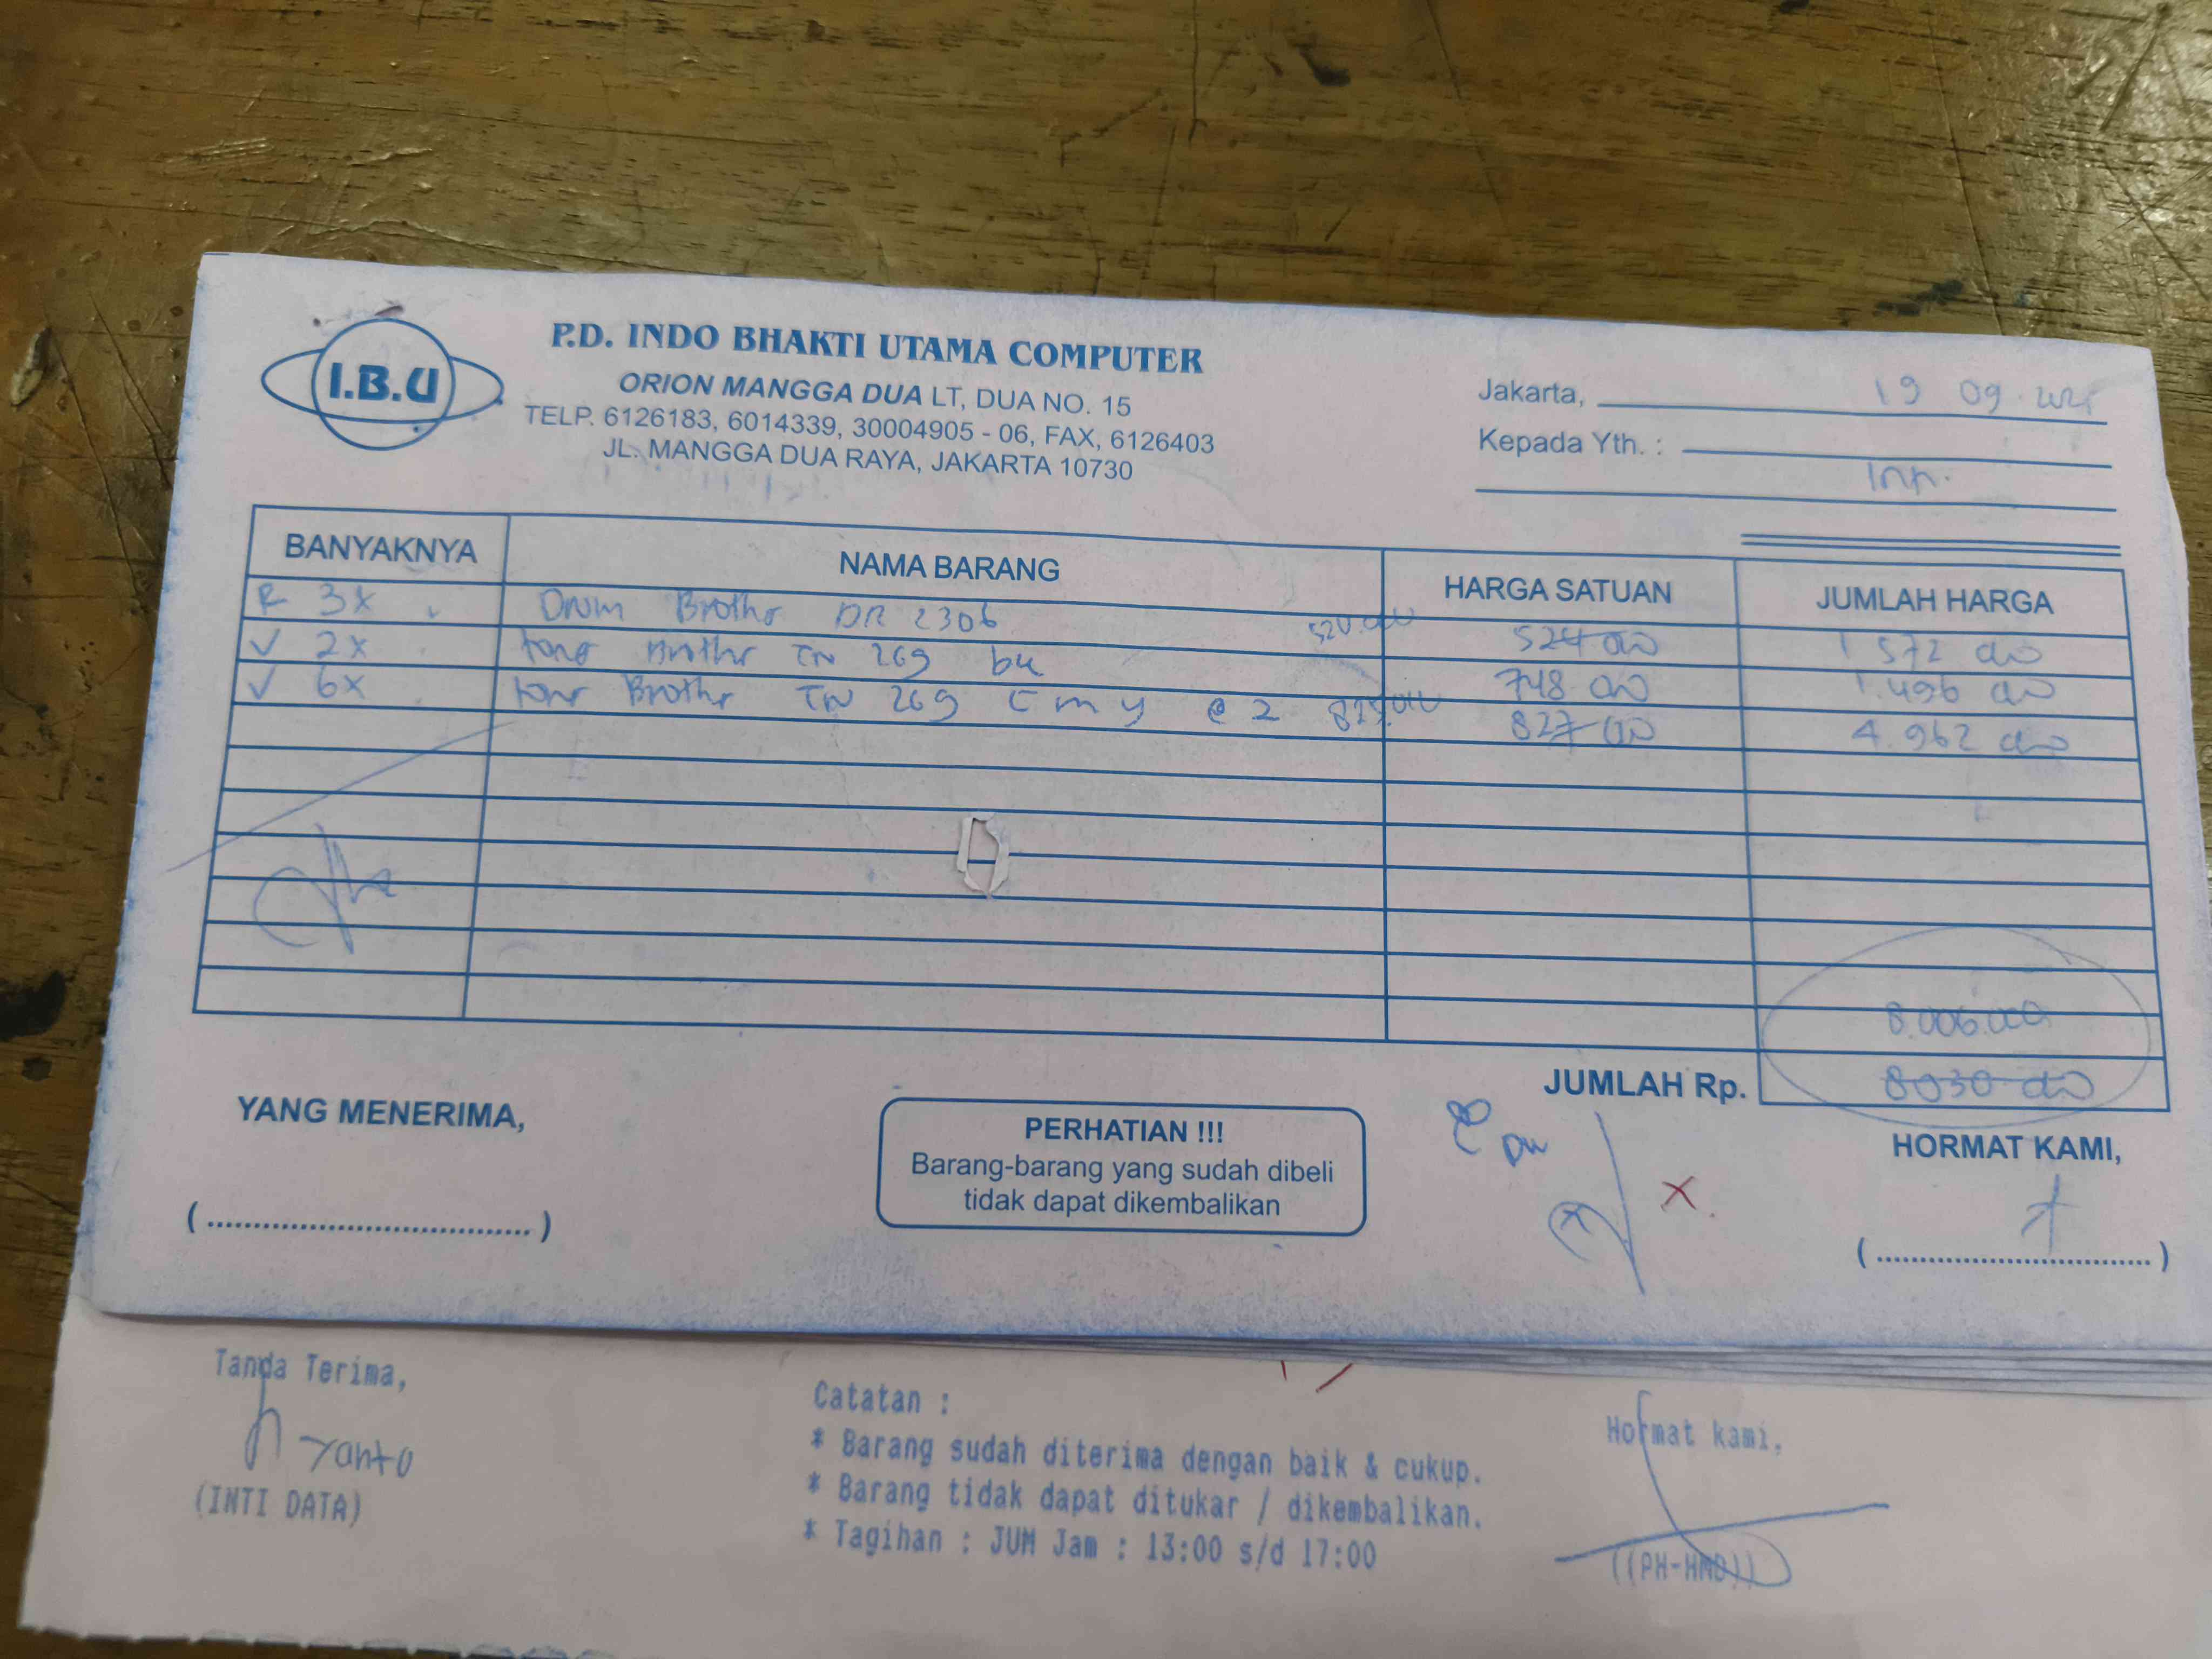 I.B.U
P.D. INDO BHAKTI UTAMA COMPUTER
ORION MANGGA DUA LT, DUA NO. 15
TELP. 6126183, 6014339, 30004905 - 06, FAX, 6126403
JL. MANGGA DUA RAYA, JAKARTA 10730
Jakarta, 19 09.
Kepada Yth. :
BANYAKNYA NAMA BARANG HARGA SATUAN JUMLAH HARGA
3x Drum Brother DR 2306 520.000 524 000 1 572 000
2x Brother TN 269 bk 748 000 1.496 000
6x Brother TN 269 C m y @ 2 827 000 4.962 000
8.006.000
JUMLAH Rp. 8030 000
YANG MENERIMA,
PERHATIAN !!!
Barang-barang yang sudah dibeli
tidak dapat dikembalikan
HORMAT KAMI,
( ................................... )
( ............................... )
Tanda Terima,
Yanto
(INTI DATA)
Catatan :
* Barang sudah diterima dengan baik & cukup.
* Barang tidak dapat ditukar / dikembalikan.
* Tagihan : JUM Jam : 13:00 s/d 17:00
Hormat kami,
((PH-HMD))